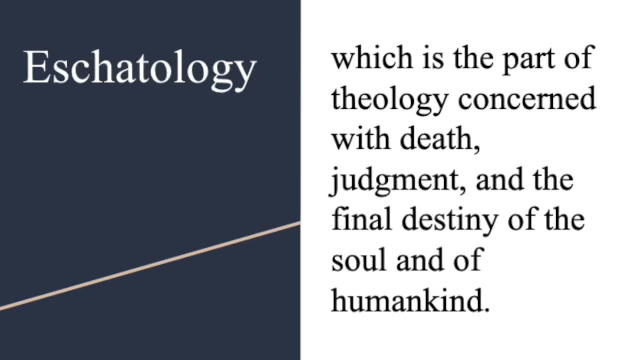 Eschatology
which is the part of
theology concerned
with death,
judgment, and the
final destiny of the
soul and of
humankind.